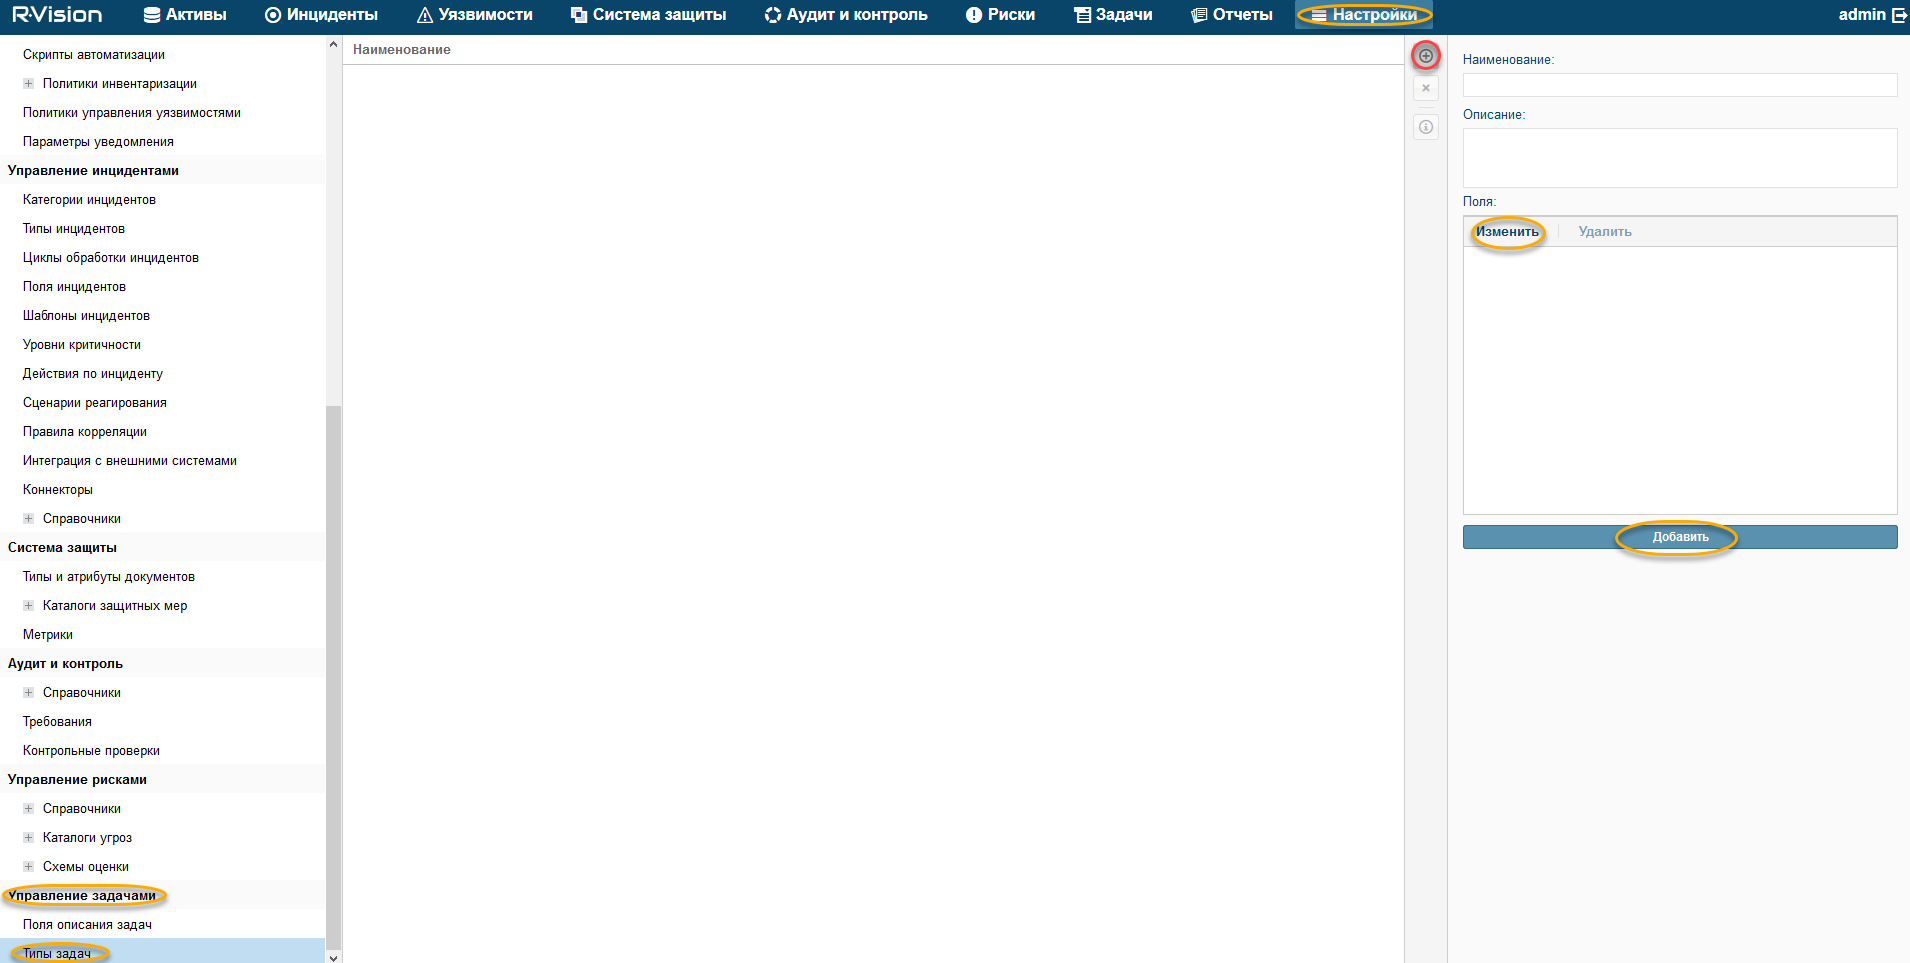 R·Vision Активы Инциденты Уязвимости Система защиты Аудит и контроль Риски Задачи Отчеты Настройки admin
Скрипты автоматизации
Политики инвентаризации
Политики управления уязвимостями
Параметры уведомления
Управление инцидентами
Категории инцидентов
Типы инцидентов
Циклы обработки инцидентов
Поля инцидентов
Шаблоны инцидентов
Уровни критичности
Действия по инциденту
Сценарии реагирования
Правила корреляции
Интеграция с внешними системами
Коннекторы
Справочники
Система защиты
Типы и атрибуты документов
Каталоги защитных мер
Метрики
Аудит и контроль
Справочники
Требования
Контрольные проверки
Управление рисками
Справочники
Каталоги угроз
Схемы оценки
Управление задачами
Поля описания задач
Типы задач
Наименование
Наименование:
Описание:
Поля:
Изменить Удалить
Добавить